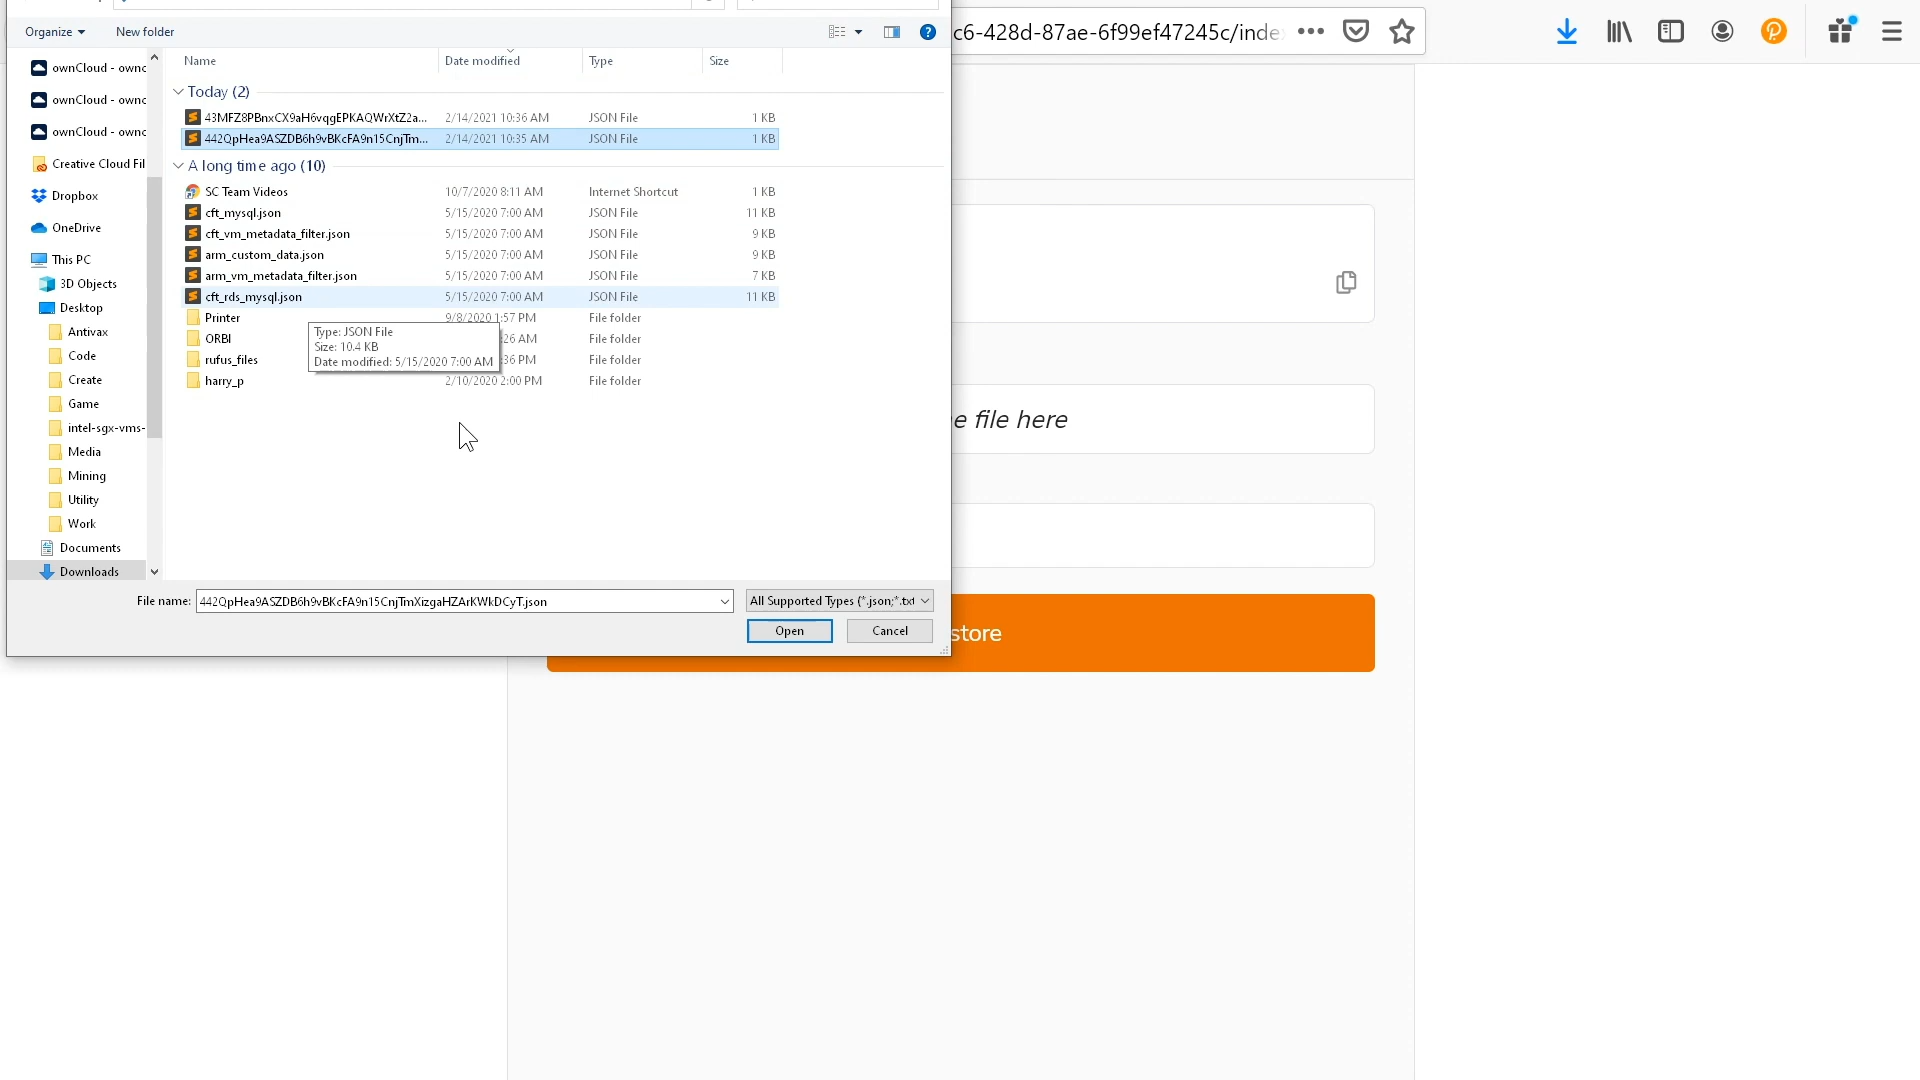 c6-428d-87ae-6f99ef47245c/inde
Organize New folder
Name Date modified Type Size
ownCloud - ownc
ownCloud - ownc
ownCloud - ownc
Creative Cloud Fil
Dropbox
OneDrive
This PC
3D Objects
Desktop
Antivax
Code
Create
Game
intel-sgx-vms-
Media
Mining
Utility
Work
Documents
Downloads
Today (2)
43MFZ8PBnxCX9aH6vqgEPKAQWrXtZ2a... 2/14/2021 10:36 AM JSON File 1 KB
442QpHea9ASZDB6h9vBKcFA9n15CnjTm... 2/14/2021 10:35 AM JSON File 1 KB
A long time ago (10)
SC Team Videos 10/7/2020 8:11 AM Internet Shortcut 1 KB
cft_mysql.json 5/15/2020 7:00 AM JSON File 11 KB
cft_vm_metadata_filter.json 5/15/2020 7:00 AM JSON File 9 KB
arm_custom_data.json 5/15/2020 7:00 AM JSON File 9 KB
arm_vm_metadata_filter.json 5/15/2020 7:00 AM JSON File 7 KB
cft_rds_mysql.json 5/15/2020 7:00 AM JSON File 11 KB
Printer 9/8/2020 1:57 PM File folder
ORBI :26 AM File folder
rufus_files :36 PM File folder
harry_p 2/10/2020 2:00 PM File folder
Type: JSON File
Size: 10.4 KB
Date modified: 5/15/2020 7:00 AM
File name: 442QpHea9ASZDB6h9vBKcFA9n15CnjTmXizgaHZArKWkDCyT.json All Supported Types (*.json;*.txt
Open Cancel
e file here
store